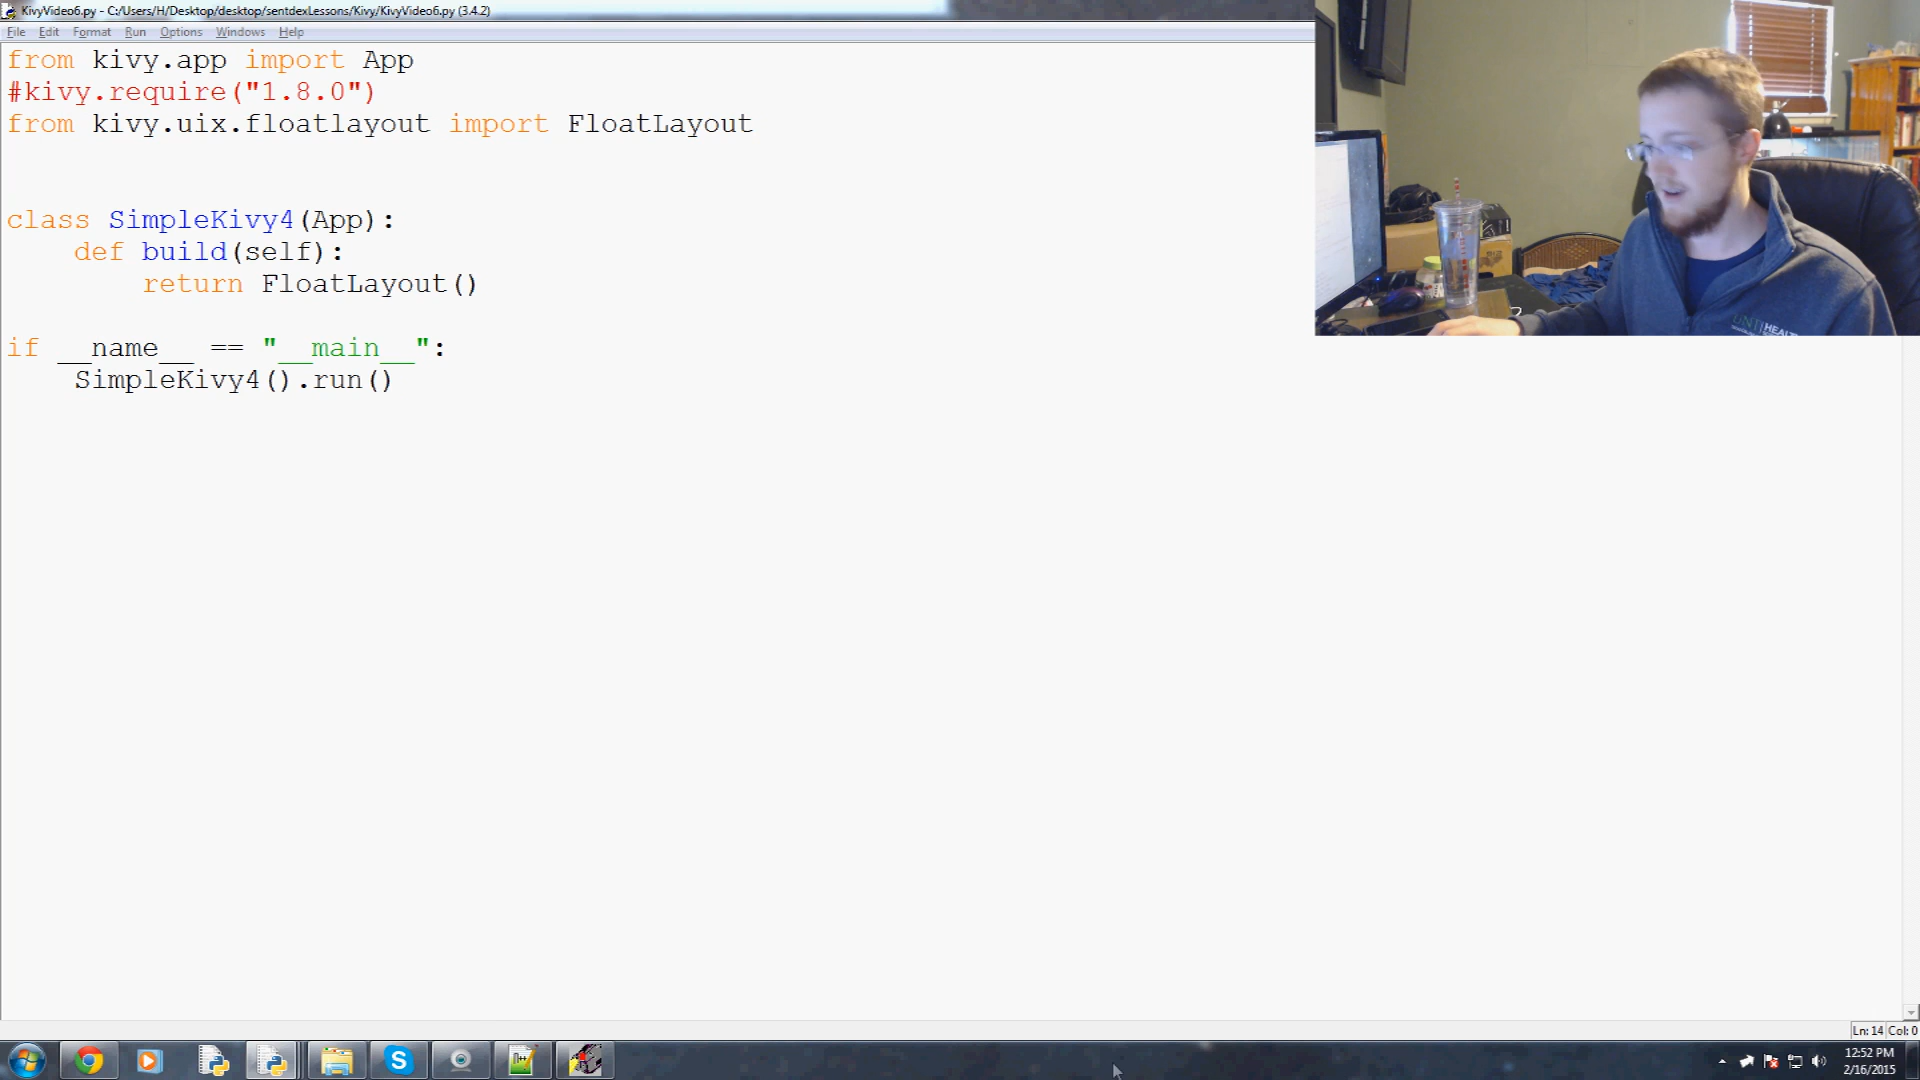 KivyVideo6.py - C:/Users/H/Desktop/desktop/sentdexLessons/Kivy/KivyVideo6.py (3.4.2)
File Edit Format Run Options Windows Help
from kivy.app import App
#kivy.require("1.8.0")
from kivy.uix.floatlayout import FloatLayout
class SimpleKivy4(App):
    def build(self):
        return FloatLayout()
if __name__ == "__main__":
    SimpleKivy4().run()
Ln: 14 Col: 0
12:52 PM
2/16/2015